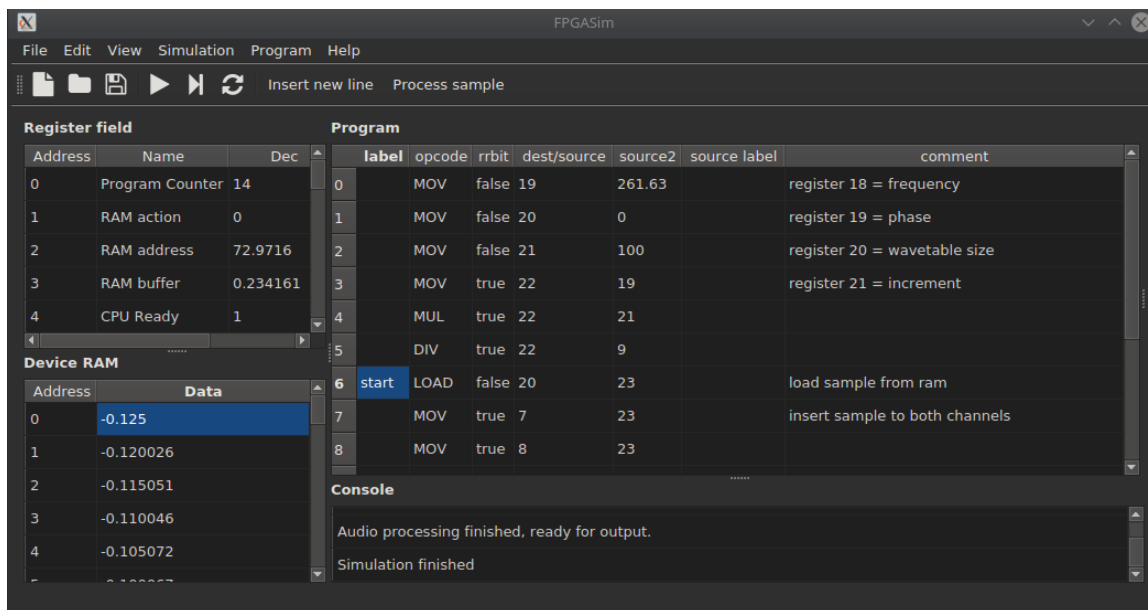 FPGASim
File Edit View Simulation Program Help
Insert new line Process sample
Register field
Address Name Dec
0 Program Counter 14
1 RAM action 0
2 RAM address 72.9716
3 RAM buffer 0.234161
4 CPU Ready 1
Device RAM
Address Data
0 -0.125
1 -0.120026
2 -0.115051
3 -0.110046
4 -0.105072
Program
label opcode rrbit dest/source source2 source label comment
0 MOV false 19 261.63 register 18 = frequency
1 MOV false 20 0 register 19 = phase
2 MOV false 21 100 register 20 = wavetable size
3 MOV true 22 19 register 21 = increment
4 MUL true 22 21
5 DIV true 22 9
6 start LOAD false 20 23 load sample from ram
7 MOV true 7 23 insert sample to both channels
8 MOV true 8 23
Console
Audio processing finished, ready for output.
Simulation finished